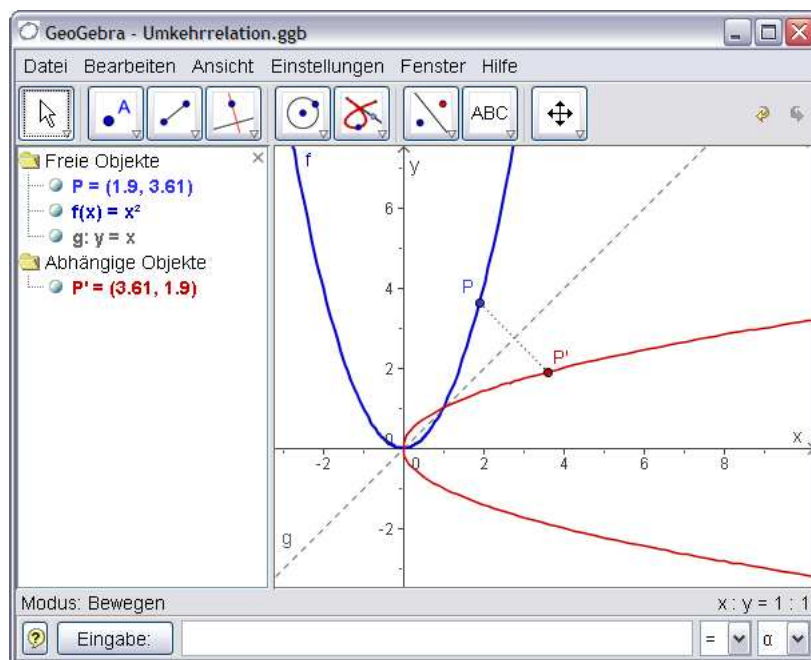 GeoGebra - Umkehrrelation.ggb
Datei Bearbeiten Ansicht Einstellungen Fenster Hilfe
A
ABC
Freie Objekte
P = (1.9, 3.61)
f(x) = x²
g: y = x
Abhängige Objekte
P' = (3.61, 1.9)
f
y
6
P
4
P'
2
0
x
-2
0
2
4
6
8
-2
g
Modus: Bewegen
x : y = 1 : 1
Eingabe:
=
α